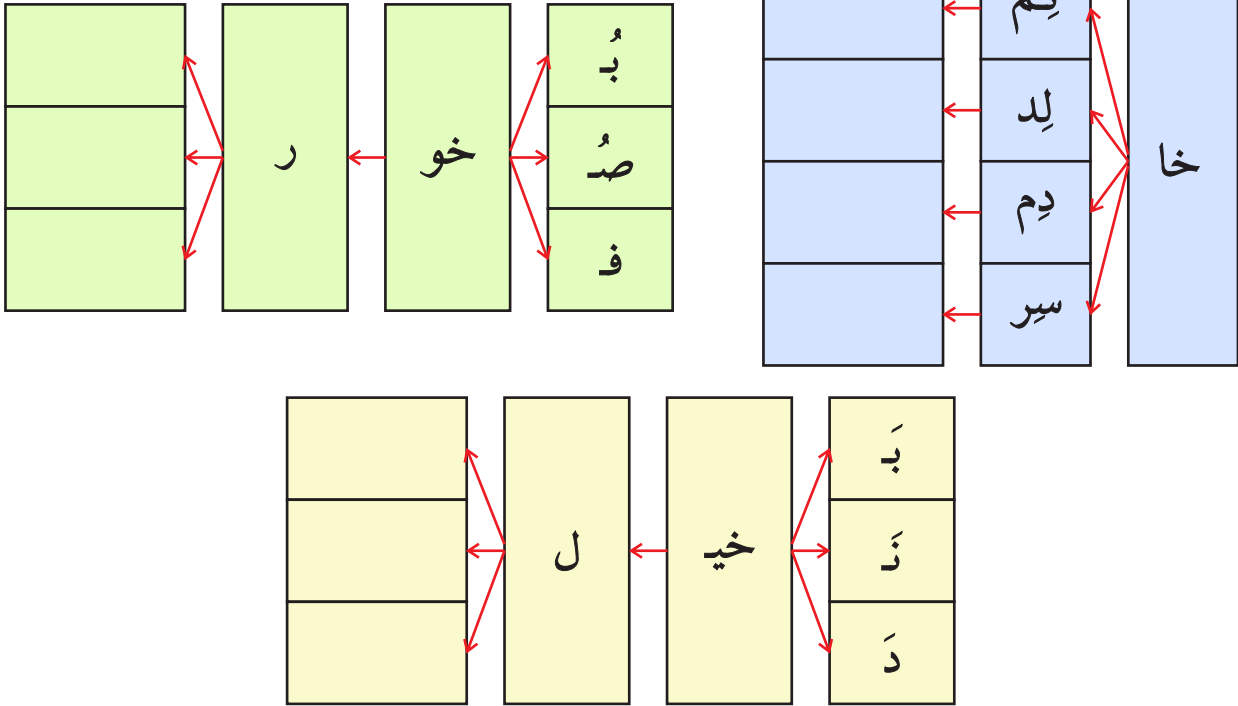 خا
لِد
دِم
سِر
بُـ
صُـ
فـ
خو
ر
بَـ
نَـ
دَ
خيـ
ل